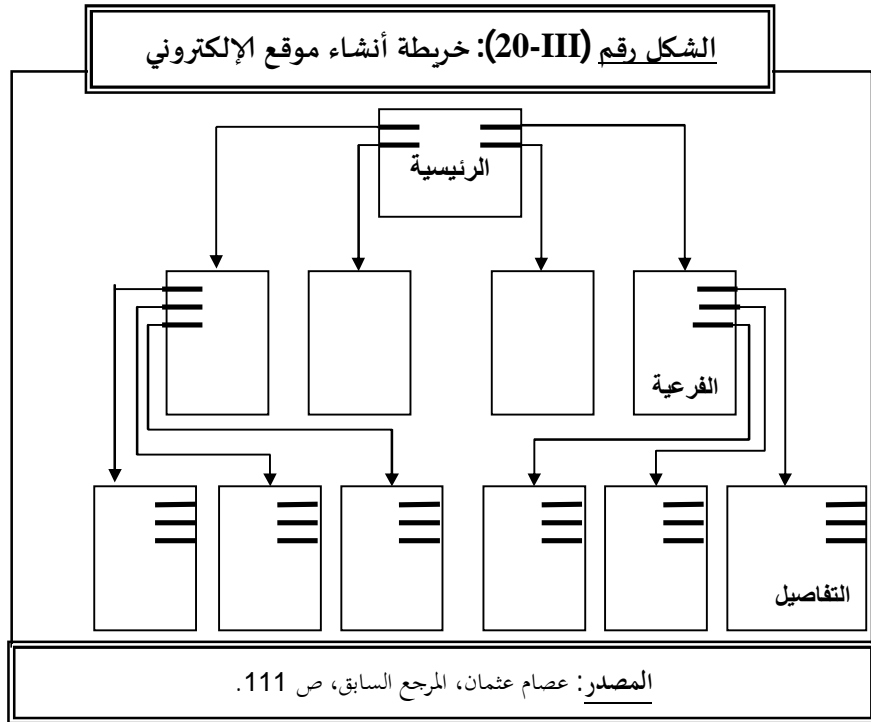 الشكل رقم (20-III): خريطة أنشاء موقع الإلكتروني
الرئيسية
الفرعية
التفاصيل
المصدر: عصام عثمان، المرجع السابق، ص 111.